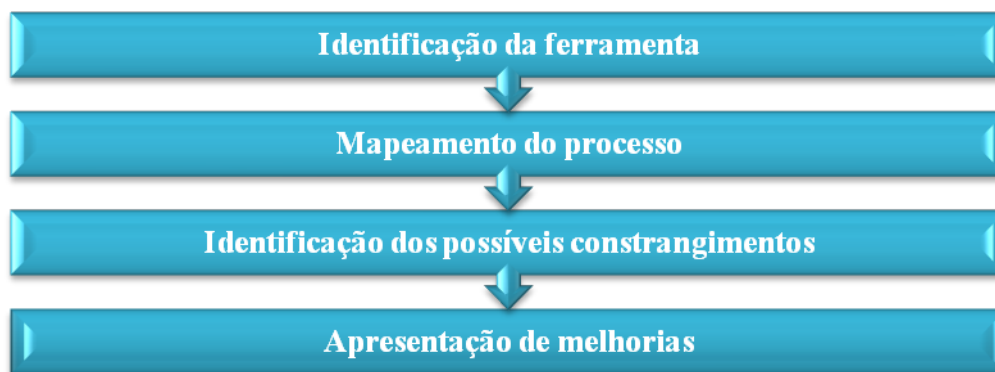 Identificação da ferramenta
Mapeamento do processo
Identificação dos possíveis constrangimentos
Apresentação de melhorias